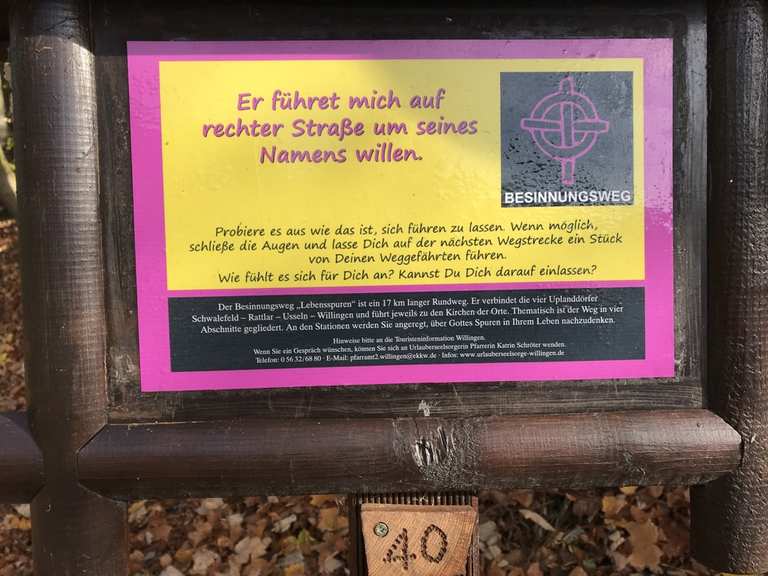 Er führet mich auf
rechter Straße um seines
Namens willen.
BESINNUNGSWEG
Probiere es aus wie das ist, sich führen zu lassen. Wenn möglich,
schließe die Augen und lasse Dich auf der nächsten Wegstrecke ein Stück
von Deinen Weggefährten führen.
Wie fühlt es sich für Dich an? Kannst Du Dich darauf einlassen?
Der Besinnungsweg „Lebensspuren“ ist ein 17 km langer Rundweg. Er verbindet die vier Uplanddörfer
Schwalefeld – Rattlar – Usseln – Willingen und führt jeweils zu den Kirchen der Orte. Thematisch ist der Weg in vier
Abschnitte gegliedert. An den Stationen werden Sie angeregt, über Gottes Spuren in Ihrem Leben nachzudenken.
Hinweise bitte an die Touristeninformation Willingen.
Wenn Sie ein Gespräch wünschen, können Sie sich an Urlauberseelsorgerin Pfarrerin Katrin Schröter wenden.
Telefon: 0 56 32/68 80 · E-Mail: pfarramt2.willingen@ekkw.de · Infos: www.urlauberseelsorge-willingen.de
40